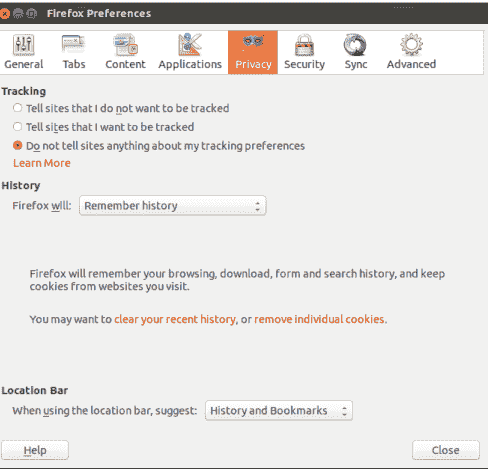 Firefox Preferences
General Tabs Content Applications Privacy Security Sync Advanced
Tracking
Tell sites that I do not want to be tracked
Tell sites that I want to be tracked
Do not tell sites anything about my tracking preferences
Learn More
History
Firefox will: Remember history
Firefox will remember your browsing, download, form and search history, and keep
cookies from websites you visit.
You may want to clear your recent history, or remove individual cookies.
Location Bar
When using the location bar, suggest: History and Bookmarks
Help Close